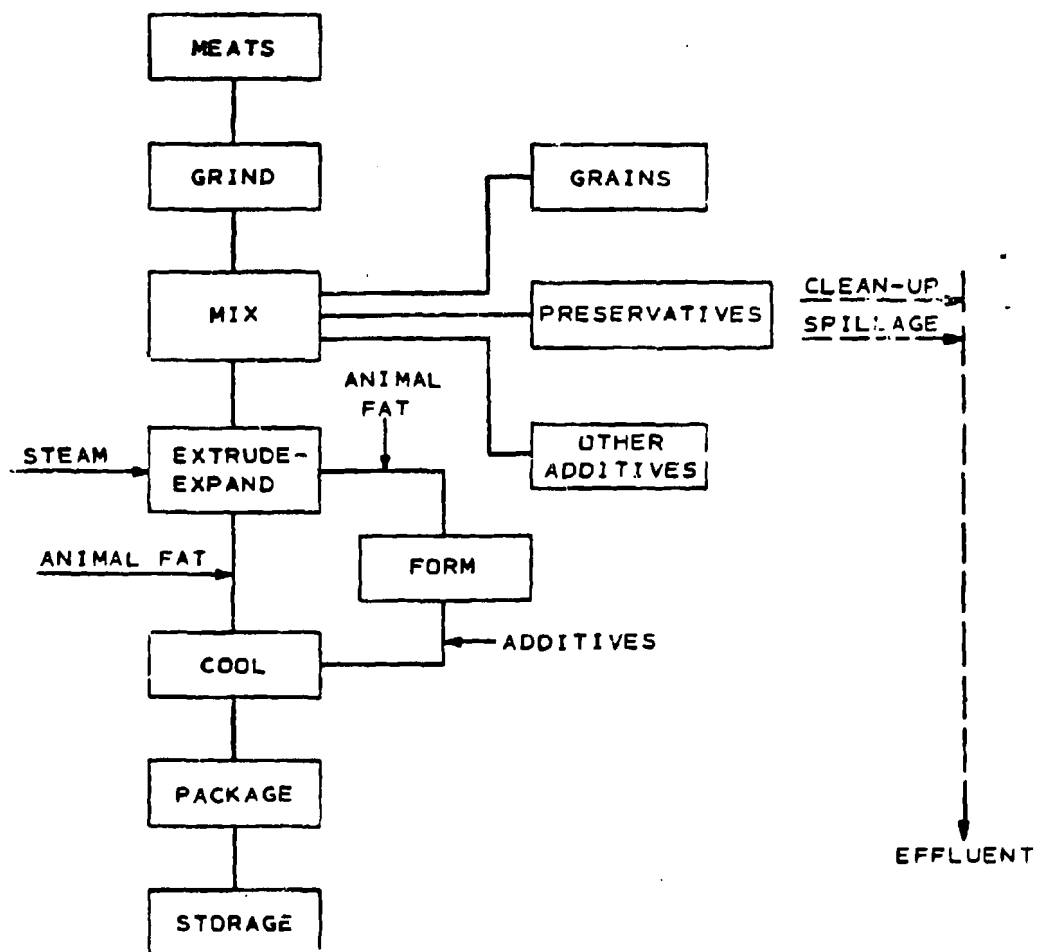 MEATS
GRIND
GRAINS
MIX
PRESERVATIVES
CLEAN-UP
SPILLAGE
ANIMAL
FAT
OTHER
ADDITIVES
STEAM
EXTRUDE-
EXPAND
ANIMAL FAT
FORM
ADDITIVES
COOL
PACKAGE
EFFLUENT
STORAGE